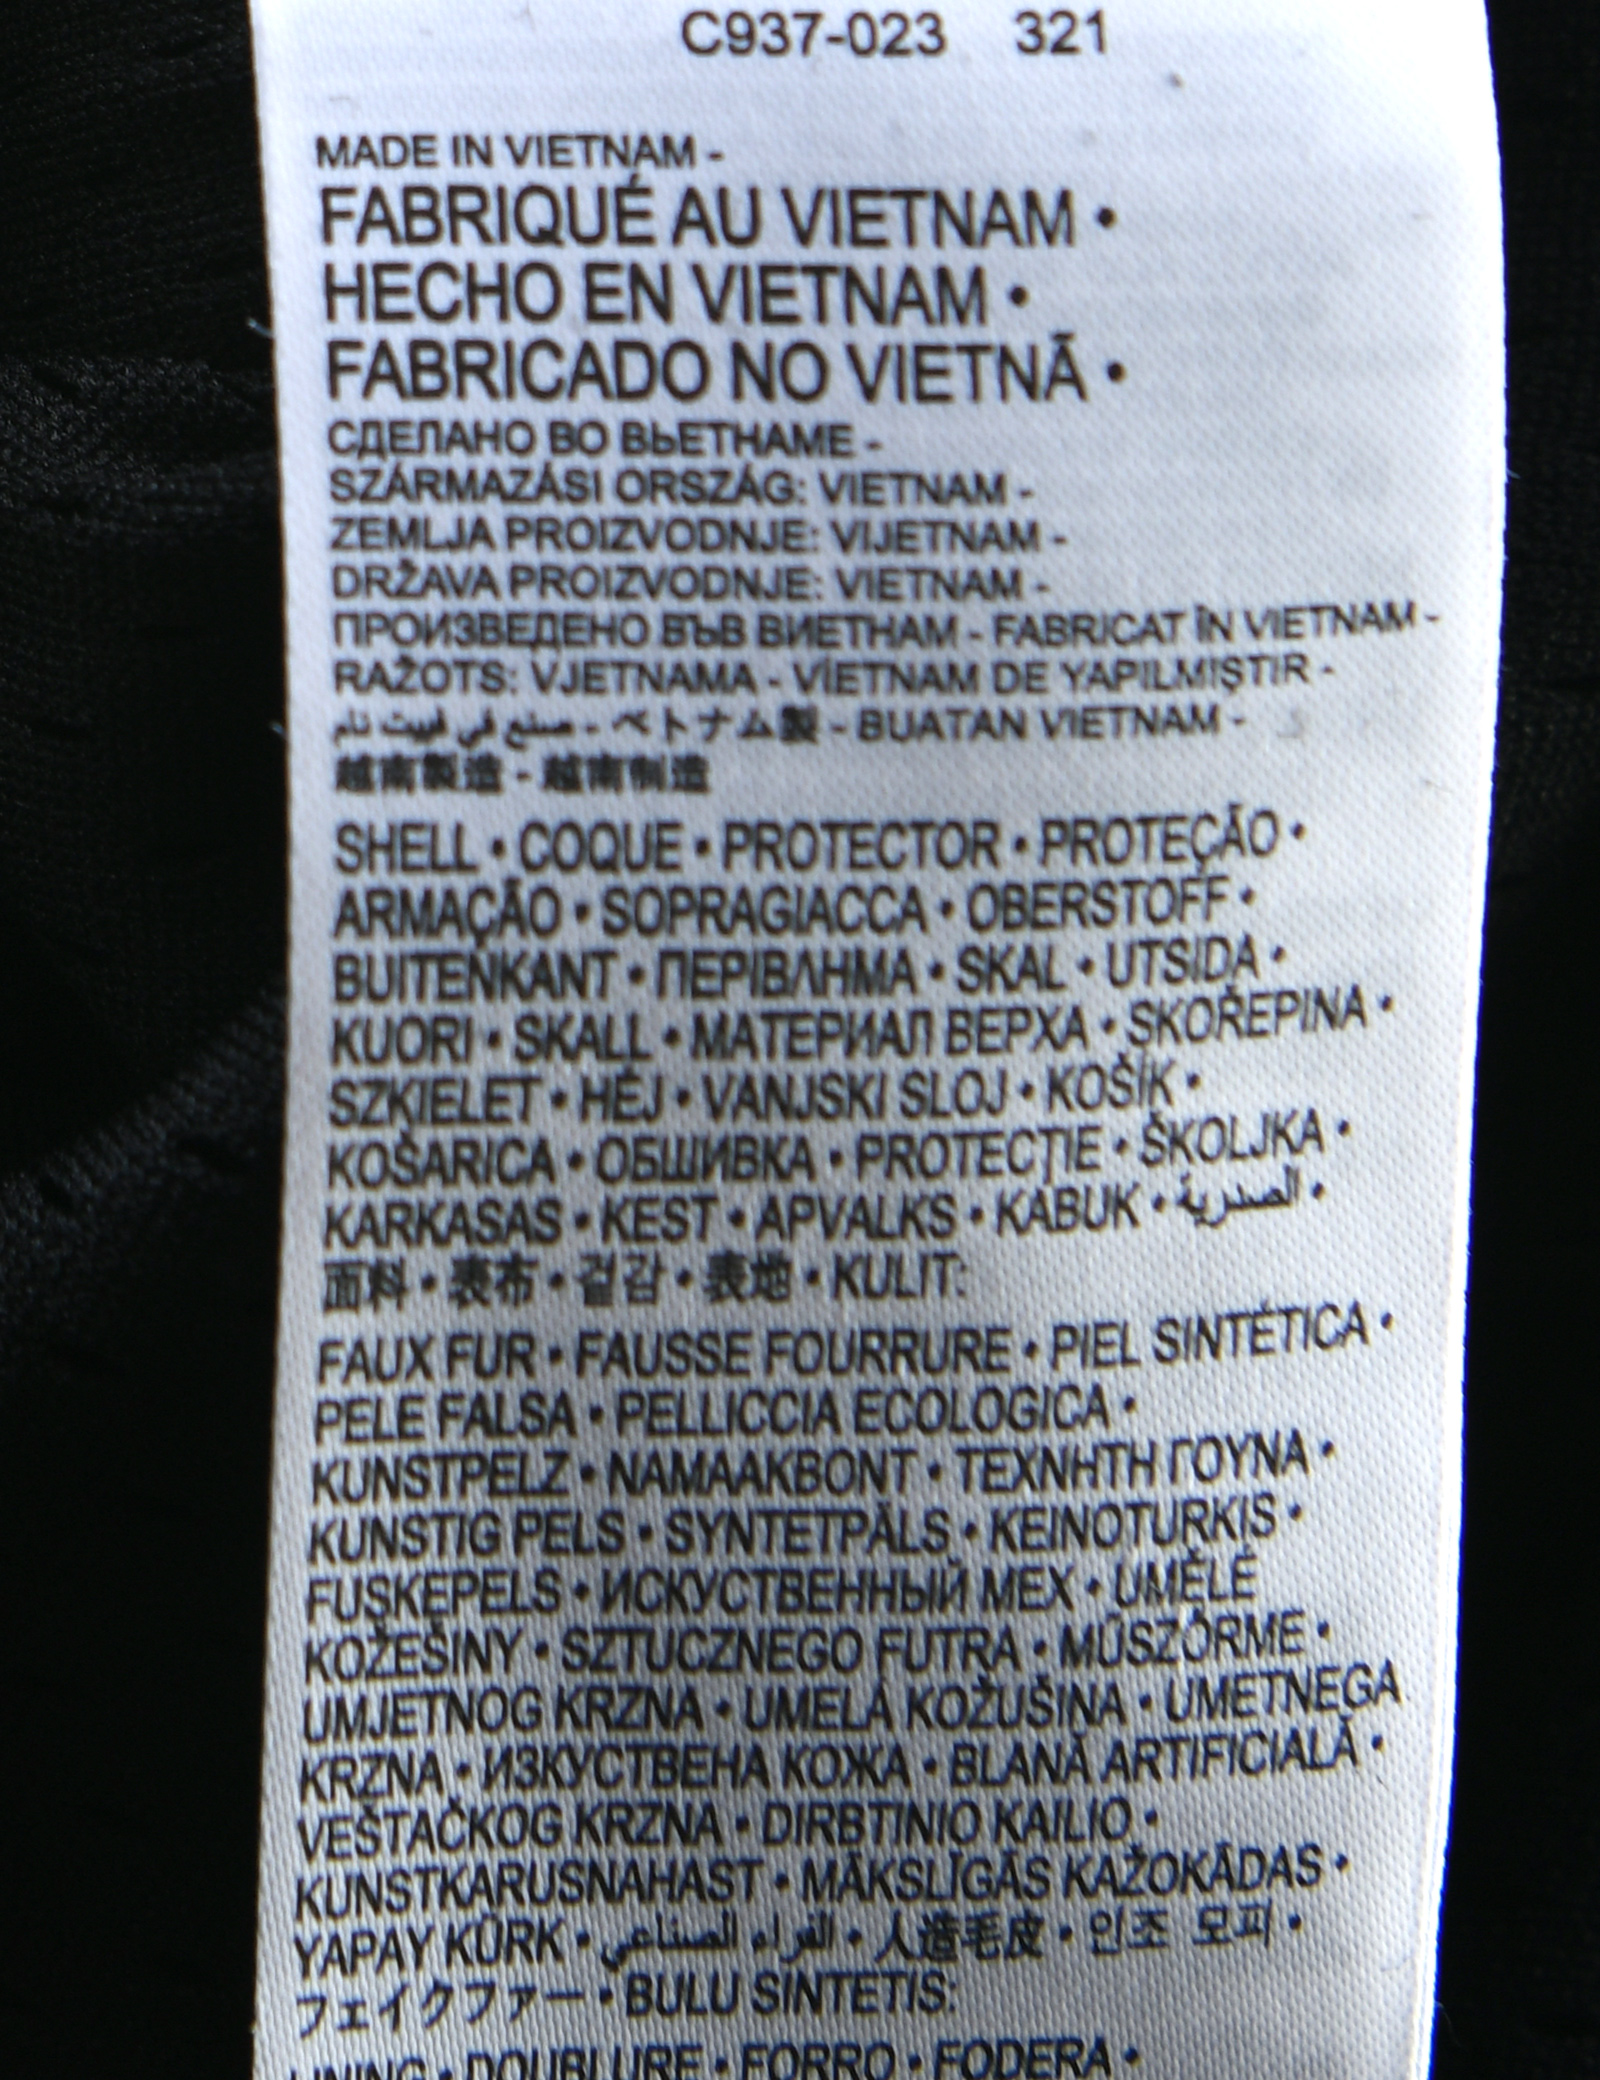 C937-023 321
MADE IN VIETNAM -
FABRIQUÉ AU VIETNAM •
HECHO EN VIETNAM •
FABRICADO NO VIETNÃ •
СДЕЛАНО ВО ВЬЕТНАМЕ -
SZÁRMAZÁSI ORSZÁG: VIETNAM -
ZEMLJA PROIZVODNJE: VIJETNAM -
DRŽAVA PROIZVODNJE: VIETNAM -
ПРОИЗВЕДЕНО ВЪВ ВИЕТНАМ - FABRICAT ÎN VIETNAM -
RAŽOTS: VJETNAMA - VİETNAM DE YAPILMIŞTIR -
صنع في فييت نام - ベトナム製 - BUATAN VIETNAM -
越南製造 - 越南制造
SHELL • COQUE • PROTECTOR • PROTEÇÃO •
ARMAÇÃO • SOPRAGIACCA • OBERSTOFF •
BUITENKANT • ΠΕΡΙΒΛΗΜΑ • SKAL • UTSIDA •
KUORI • SKALL • МАТЕРИАЛ ВЕРХА • SKOŘEPINA •
SZKIELET • HÉJ • VANJSKI SLOJ • KOŠÍK •
KOŠARICA • ОБШИВКА • PROTECȚIE • ŠKOLJKA •
KARKASAS • KEST • APVALKS • KABUK • الصدرية •
面料 • 表布 • 겉감 • 表地 • KULIT:
FAUX FUR • FAUSSE FOURRURE • PIEL SINTÉTICA •
PELE FALSA • PELLICCIA ECOLOGICA •
KUNSTPELZ • NAMAAKBONT • ΤΕΧΝΗΤΗ ΓΟΥΝΑ •
KUNSTIG PELS • SYNTETPÄLS • KEINOTURKIS •
FUSKEPELS • ИСКУСТВЕННЫЙ МЕХ • UMĚLÉ
KOŽEŠINY • SZTUCZNEGO FUTRA • MŰSZŐRME •
UMJETNOG KRZNA • UMELÁ KOŽUŠINA • UMETNEGA
KRZNA • ИЗКУСТВЕНА КОЖА • BLANĂ ARTIFICIALĂ •
VEŠTAČKOG KRZNA • DIRBTINIO KAILIO •
KUNSTKARUSNAHAST • MĀKSLĪGĀS KAŽOKĀDAS •
YAPAY KÜRK • الفراء الصناعي • 人造毛皮 • 인조 모피 •
フェイクファー • BULU SINTETIS:
LINING • DOUBLURE • FORRO • FODERA •